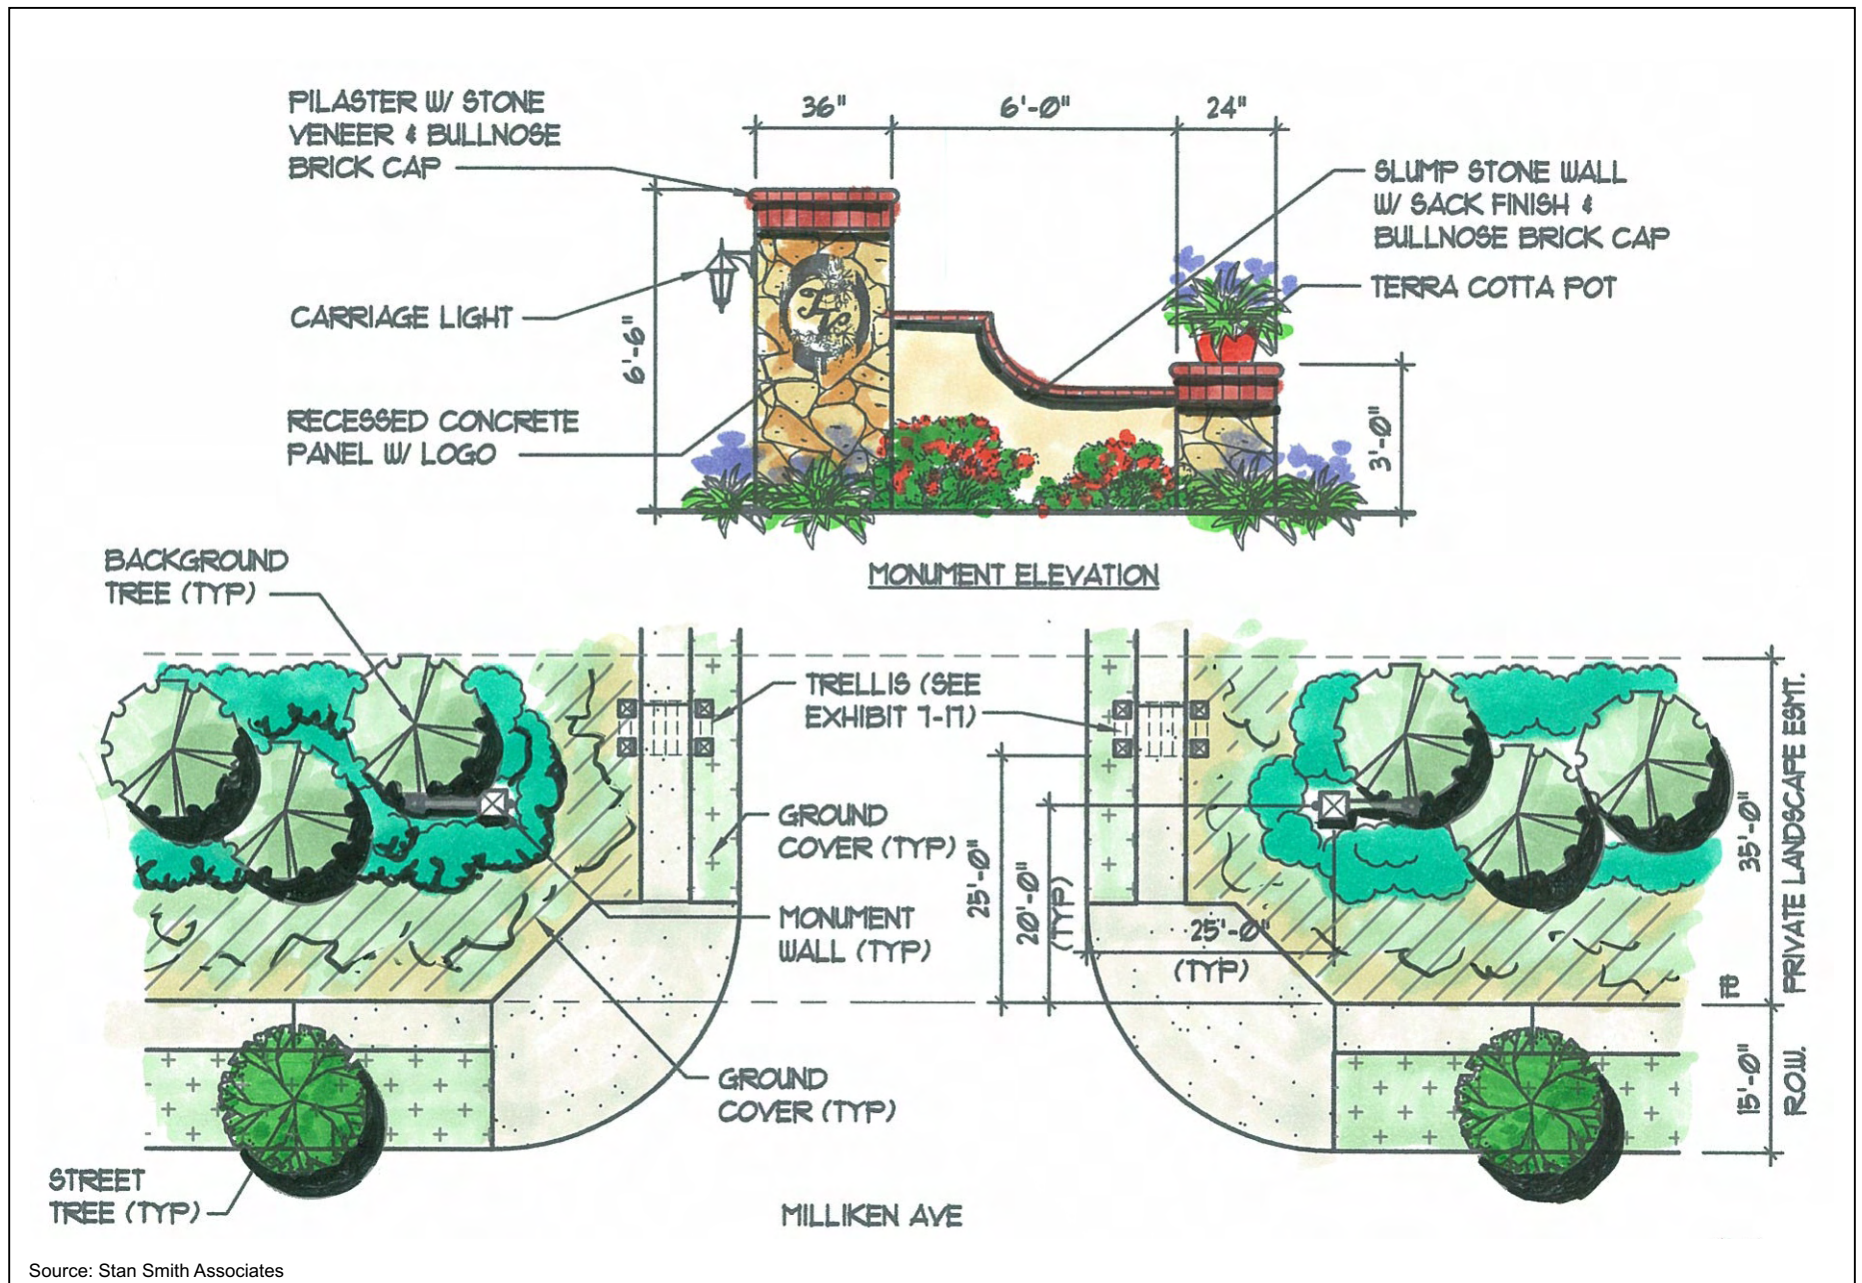 PILASTER W/ STONE
VENEER & BULLNOSE
BRICK CAP
36"
6'-0"
24"
SLUMP STONE WALL
W/ SACK FINISH &
BULLNOSE BRICK CAP
TERRA COTTA POT
CARRIAGE LIGHT
6'-6"
RECESSED CONCRETE
PANEL W/ LOGO
3'-0"
MONUMENT ELEVATION
BACKGROUND
TREE (TYP)
TRELLIS (SEE
EXHIBIT 7-17)
GROUND
COVER (TYP)
MONUMENT
WALL (TYP)
25'-0"
20'-0"
(TYP)
25'-0"
(TYP)
35'-0"
PRIVATE LANDSCAPE ESMT.
15'-0"
R.O.W.
GROUND
COVER (TYP)
STREET
TREE (TYP)
MILLIKEN AVE
Source: Stan Smith Associates